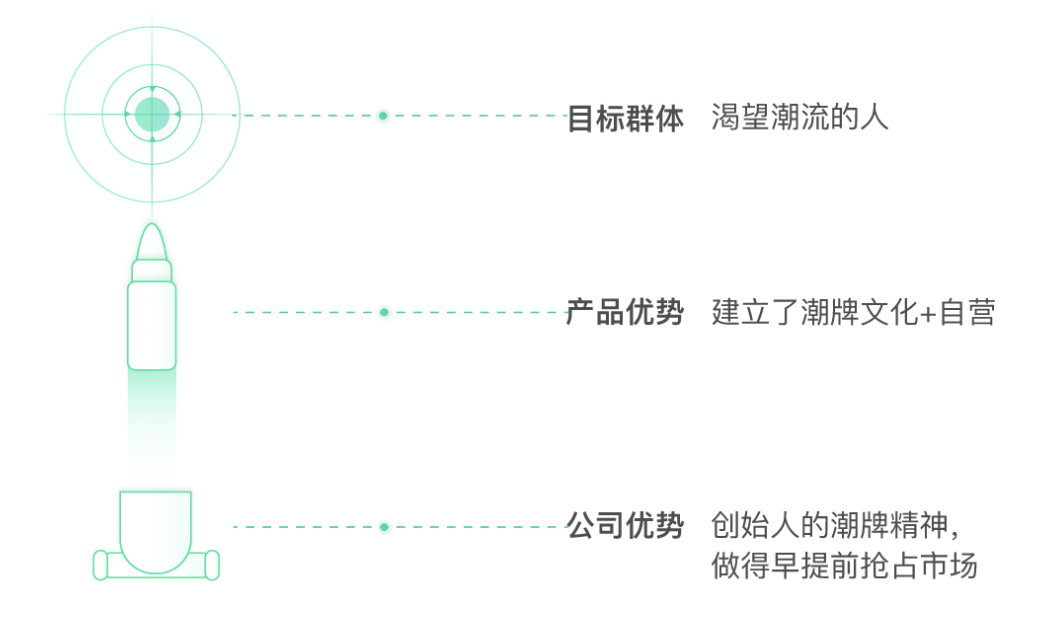 目标群体 渴望潮流的人
产品优势 建立了潮牌文化+自营
公司优势 创始人的潮牌精神，
做得早提前抢占市场